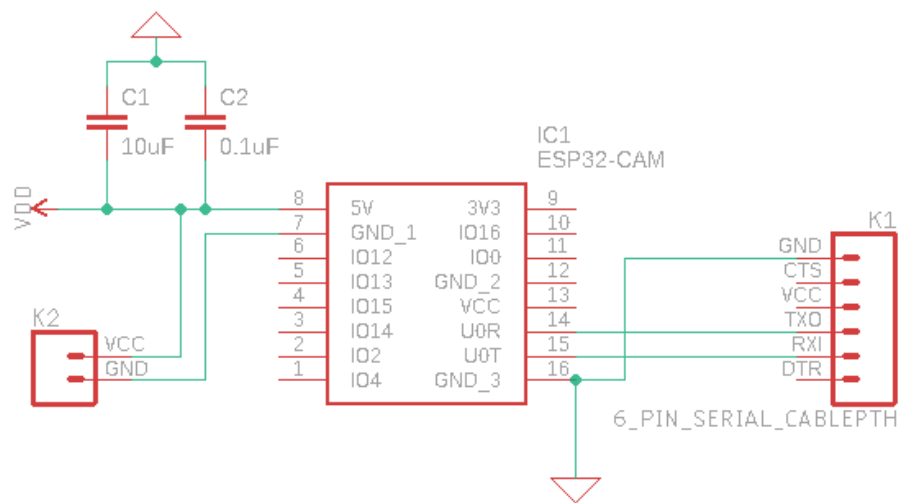 C1
C2
10uF
0.1uF
IC1
ESP32-CAM
VDD
8
5V
3V3
9
7
GND_1
IO16
10
6
IO12
IO0
11
5
IO13
GND_2
12
4
IO15
VCC
13
3
IO14
U0R
14
2
IO2
U0T
15
1
IO4
GND_3
16
K1
GND
CTS
VCC
TXO
RXI
DTR
6_PIN_SERIAL_CABLEPTH
K2
VCC
GND